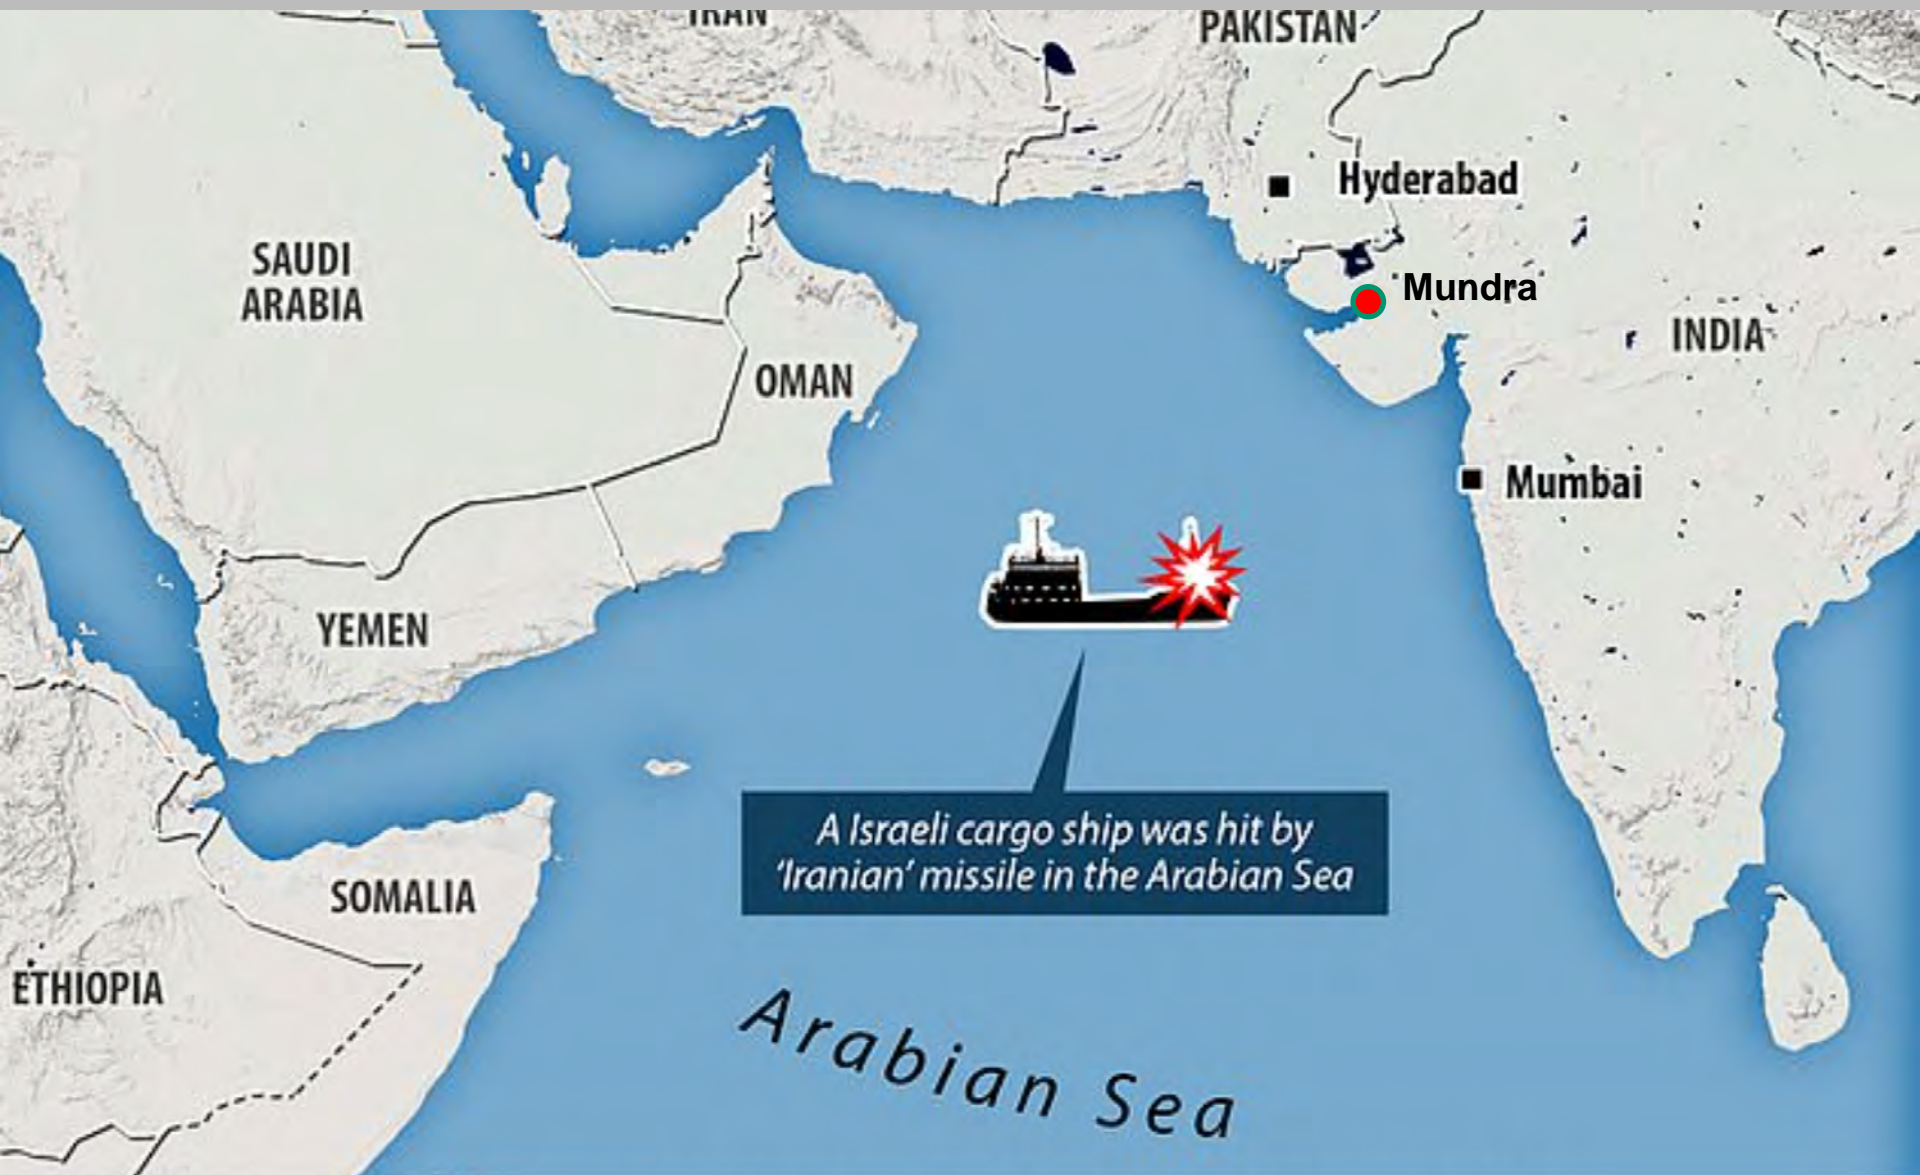 IRAN
PAKISTAN
Hyderabad
SAUDI
ARABIA
Mundra
INDIA
OMAN
Mumbai
YEMEN
A Israeli cargo ship was hit by
‘Iranian’ missile in the Arabian Sea
SOMALIA
ETHIOPIA
Arabian Sea